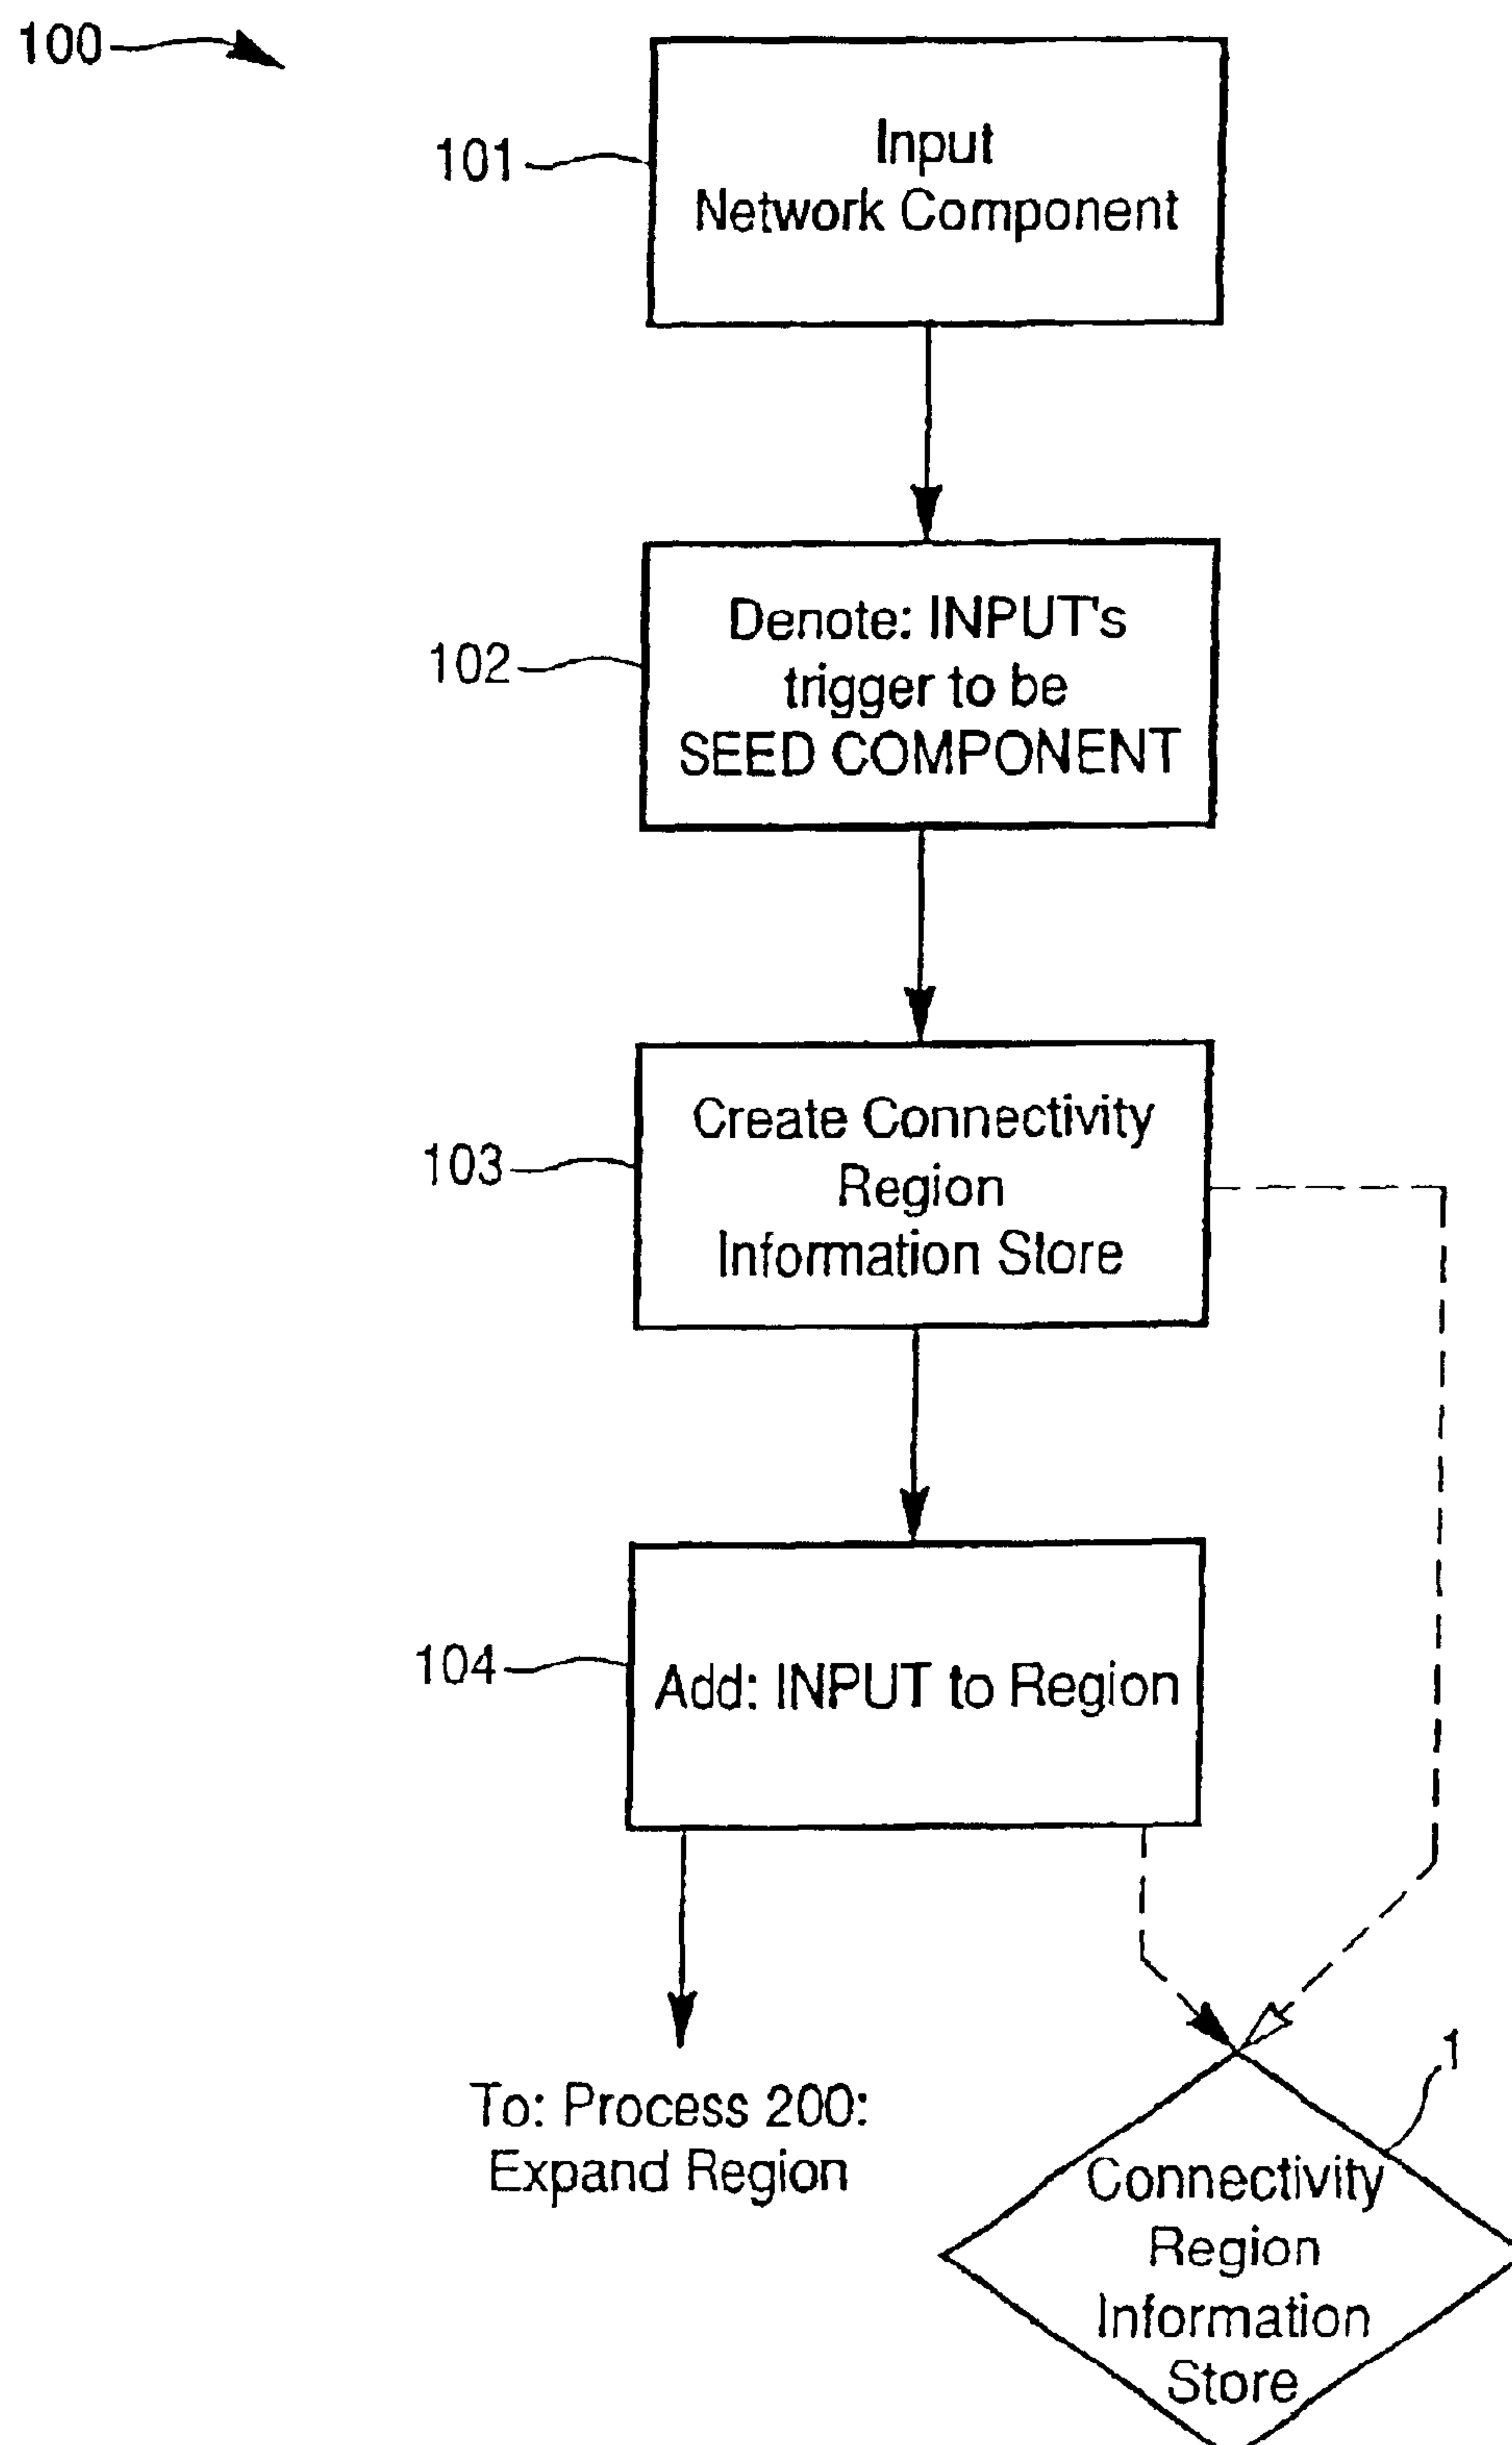 100
101
Input
Network Component
102
Denote: INPUT's
trigger to be
SEED COMPONENT
103
Create Connectivity
Region
Information Store
104
Add: INPUT to Region
To: Process 200:
Expand Region
1
Connectivity
Region
Information
Store